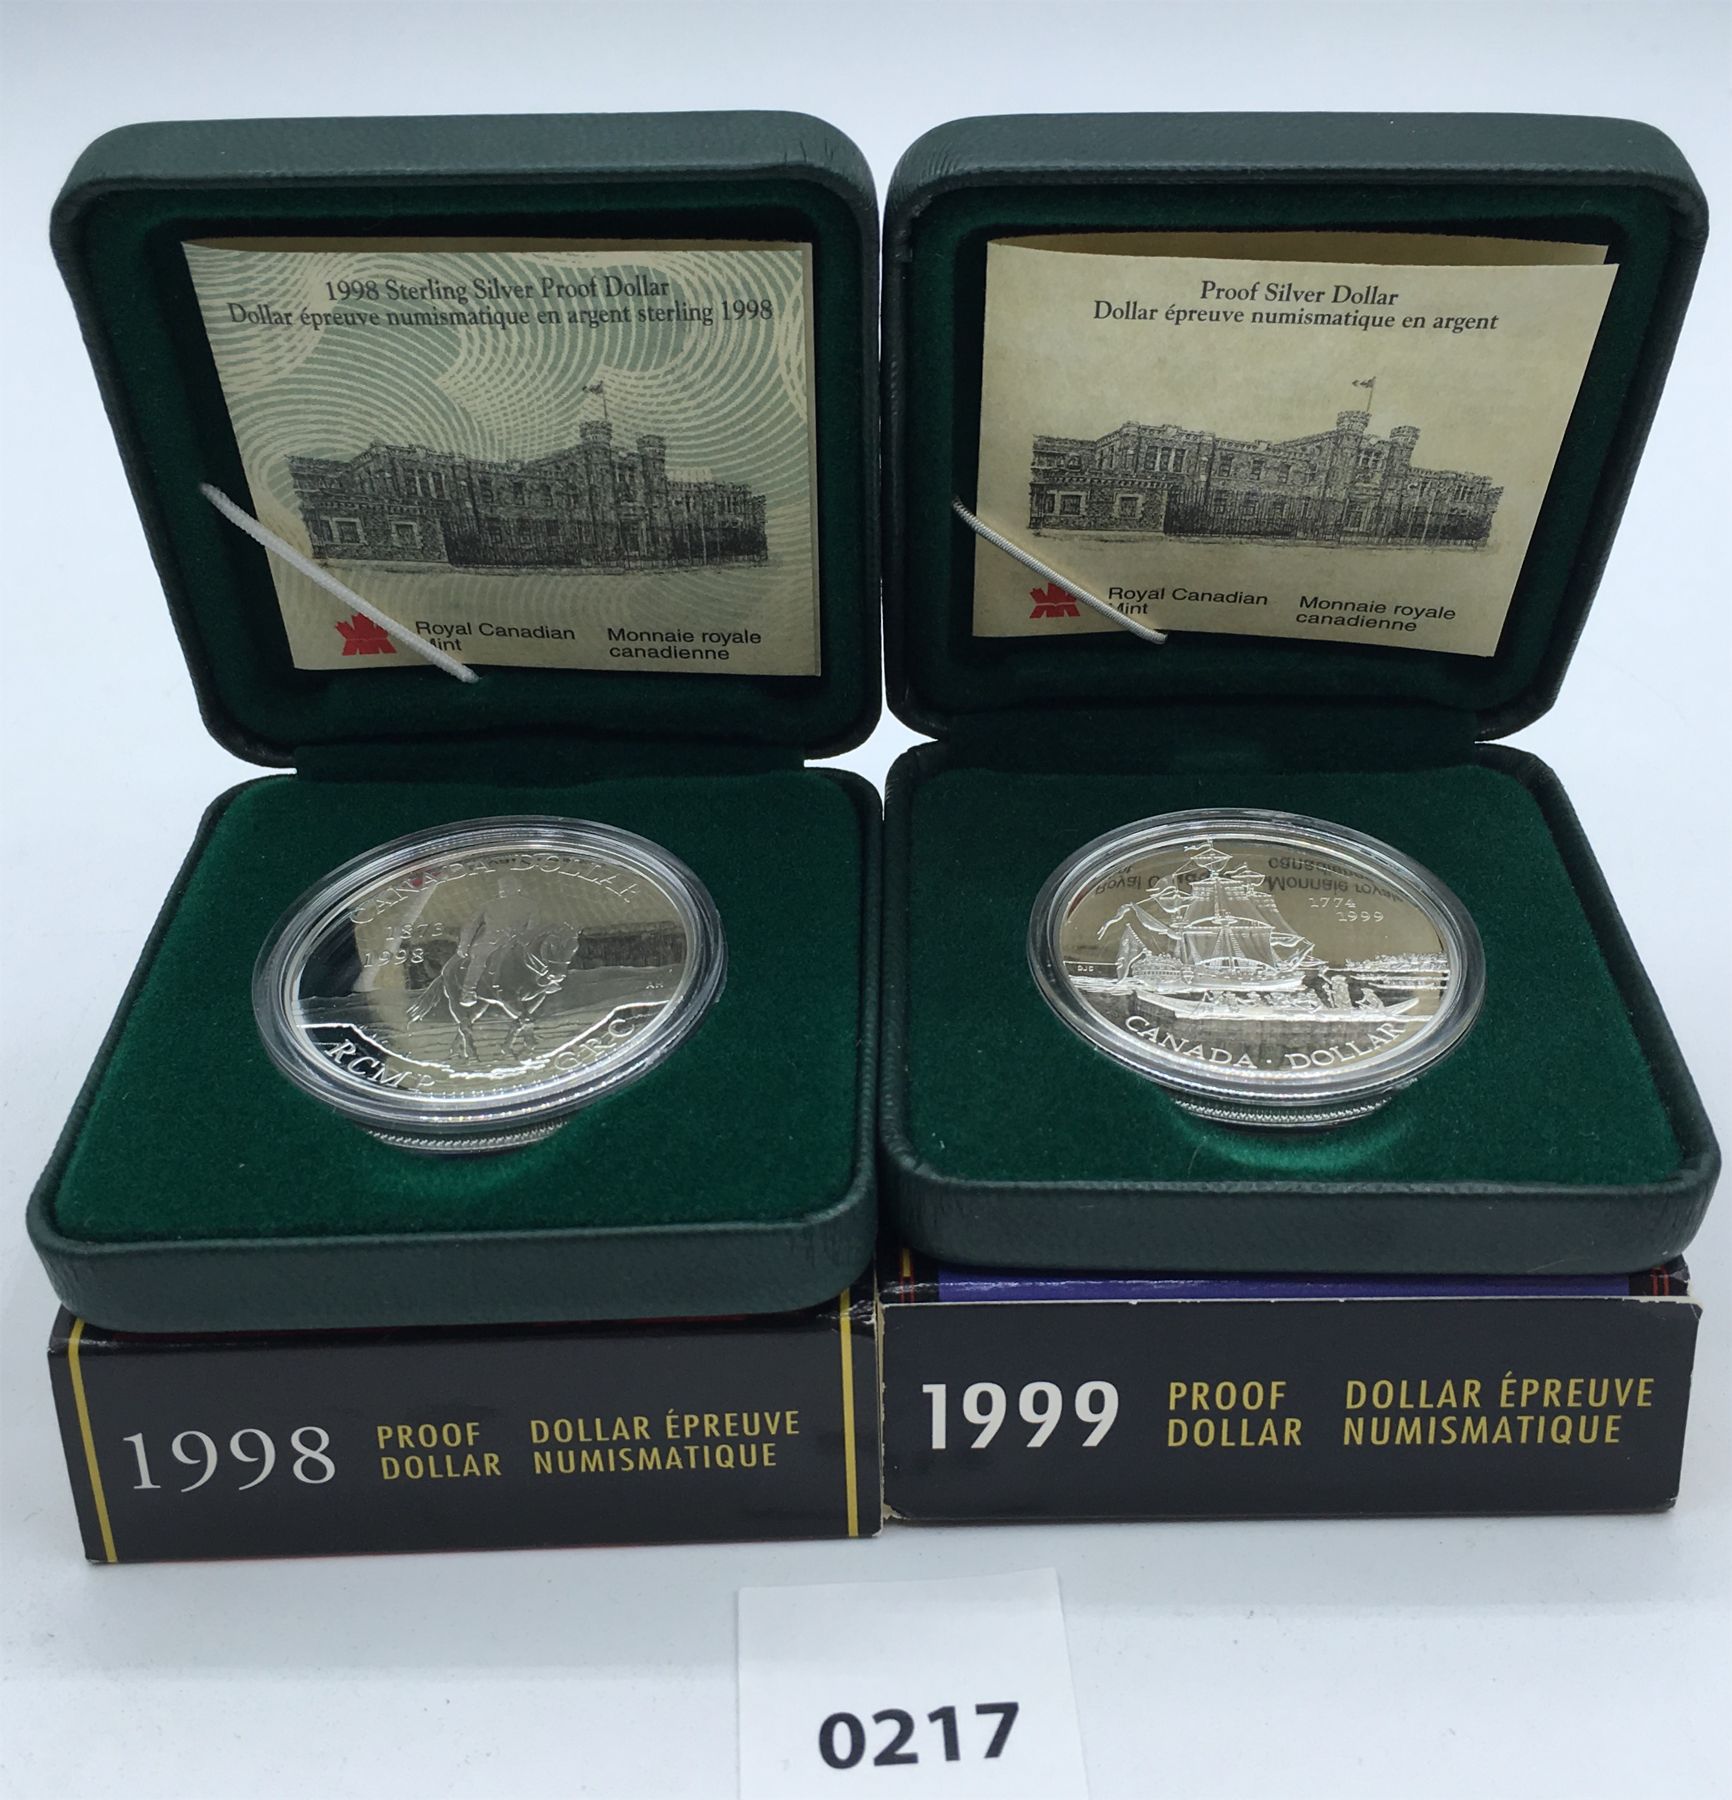 1998 Sterling Silver Proof Dollar
Dollar épreuve numismatique en argent sterling 1998
Royal Canadian
Mint
Monnaie royale
canadienne
Proof Silver Dollar
Dollar épreuve numismatique en argent
Royal Canadian
Mint
Monnaie royale
canadienne
CANADA DOLLAR
1873
1998
AH
RCMP GRC
1774
1999
DJC
CANADA · DOLLAR
1998
PROOF
DOLLAR
DOLLAR ÉPREUVE
NUMISMATIQUE
1999
PROOF
DOLLAR
DOLLAR ÉPREUVE
NUMISMATIQUE
0217